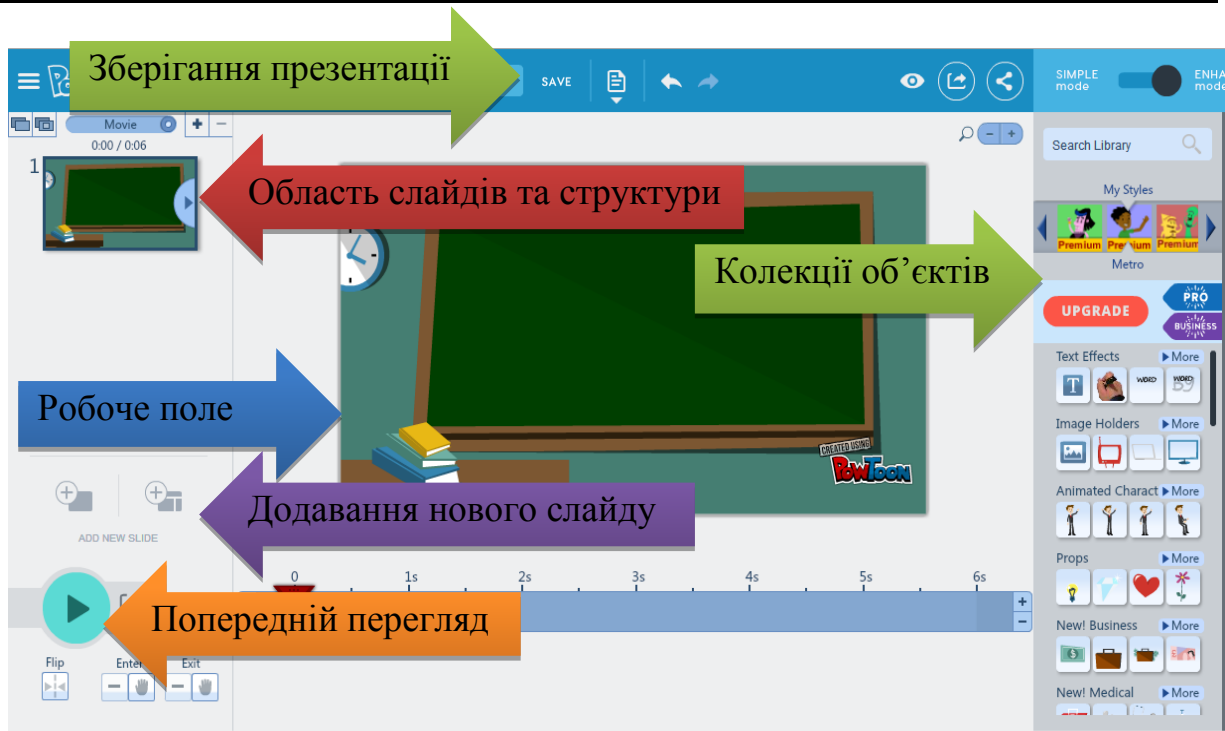 Зберігання презентації
SAVE
SIMPLE
mode
Movie
0:00 / 0:06
1
Область слайдів та структури
Search Library
My Styles
Premium
Premium
Metro
Колекції об’єктів
UPGRADE
PRO
BUSINESS
Text Effects
More
T
WORD
Image Holders
More
Робоче поле
CREATED USING
POWTOON
Animated Charact
More
Додавання нового слайду
ADD NEW SLIDE
Props
More
0
1s
2s
3s
4s
5s
6s
Попередній перегляд
New! Business
More
Flip
Enter
Exit
New! Medical
More